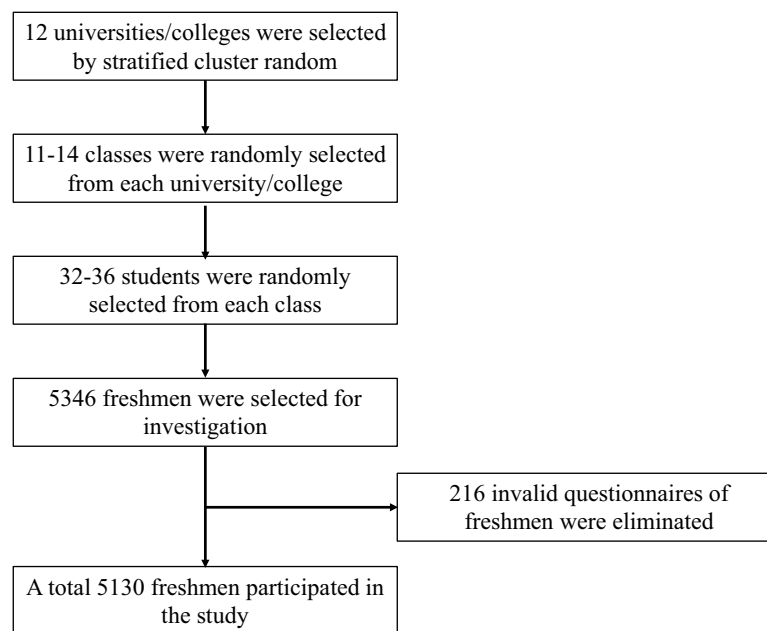 12 universities/colleges were selected
by stratified cluster random
11-14 classes were randomly selected
from each university/college
32-36 students were randomly
selected from each class
5346 freshmen were selected for
investigation
216 invalid questionnaires of
freshmen were eliminated
A total 5130 freshmen participated in
the study